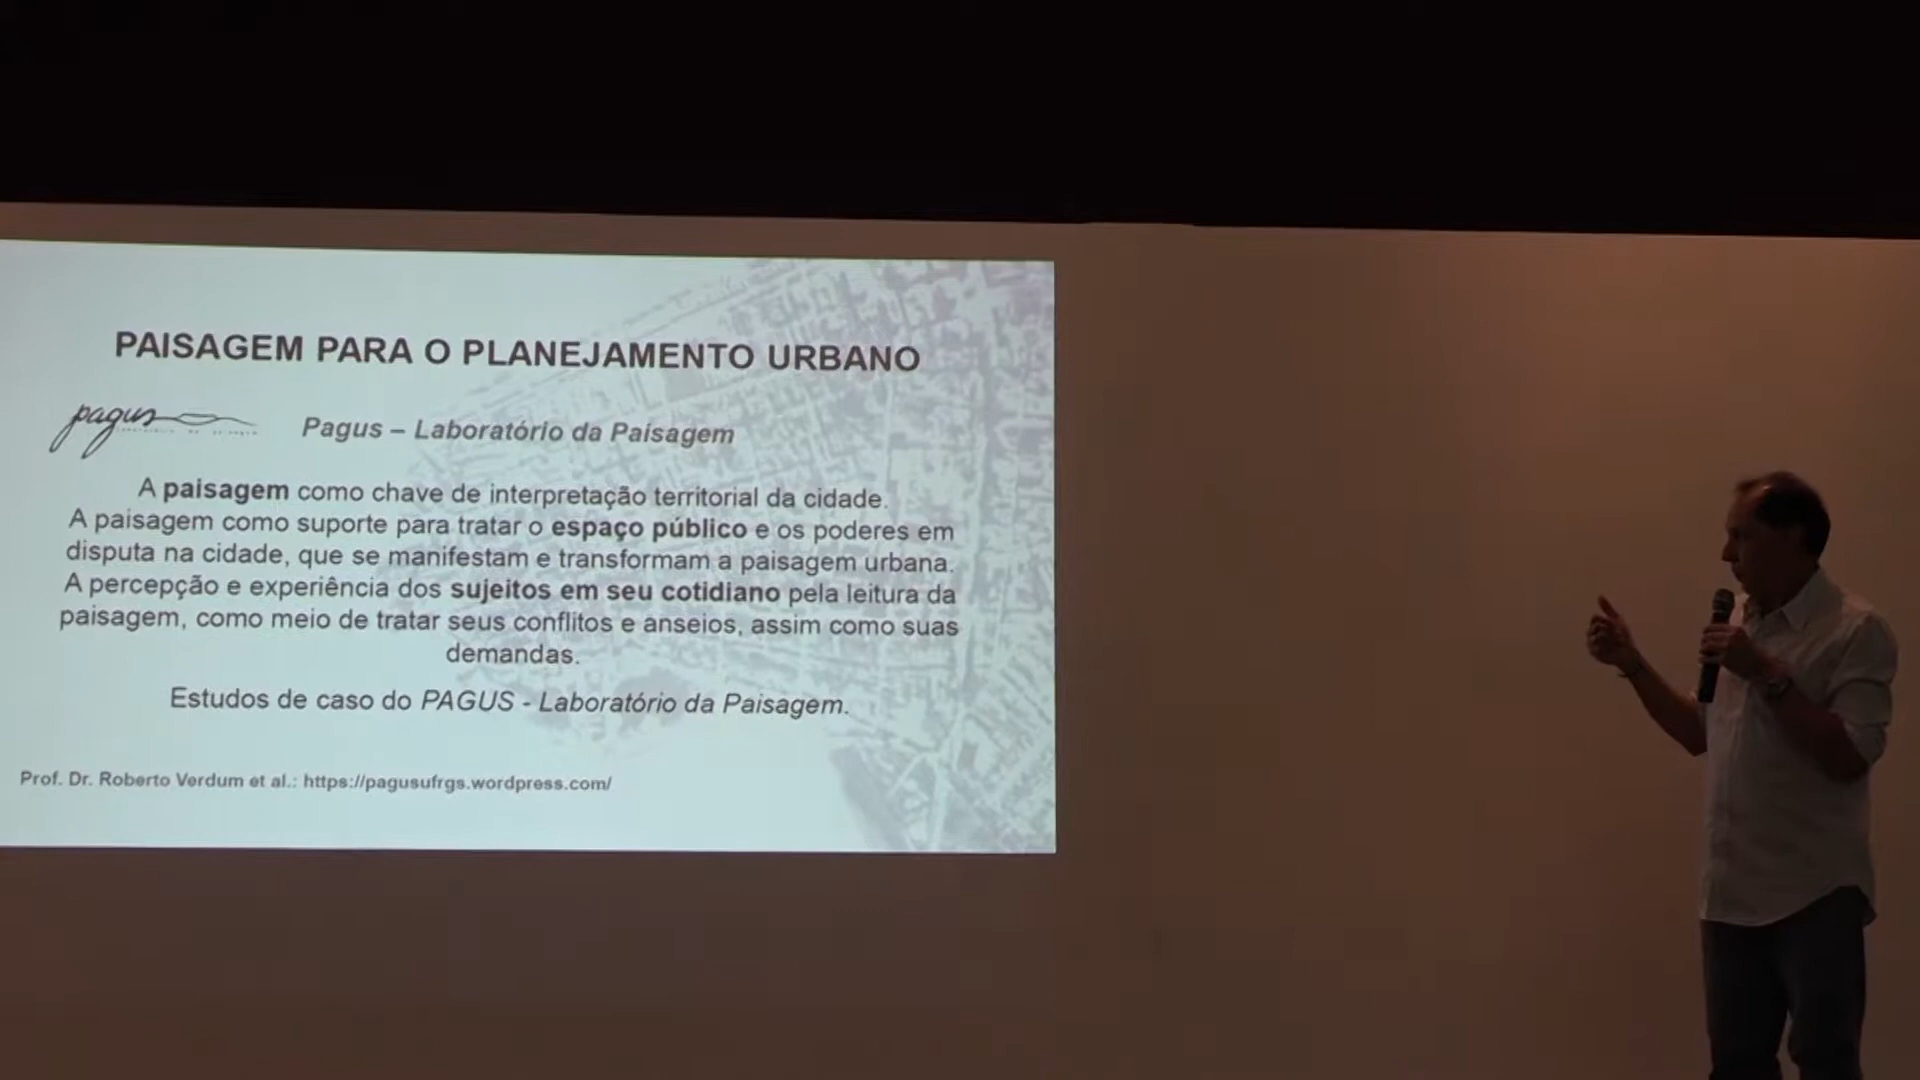 PAISAGEM PARA O PLANEJAMENTO URBANO
pagus
Pagus – Laboratório da Paisagem
A paisagem como chave de interpretação territorial da cidade.
A paisagem como suporte para tratar o espaço público e os poderes em
disputa na cidade, que se manifestam e transformam a paisagem urbana.
A percepção e experiência dos sujeitos em seu cotidiano pela leitura da
paisagem, como meio de tratar seus conflitos e anseios, assim como suas
demandas.
Estudos de caso do PAGUS - Laboratório da Paisagem.
Prof. Dr. Roberto Verdum et al.: https://pagusufrgs.wordpress.com/